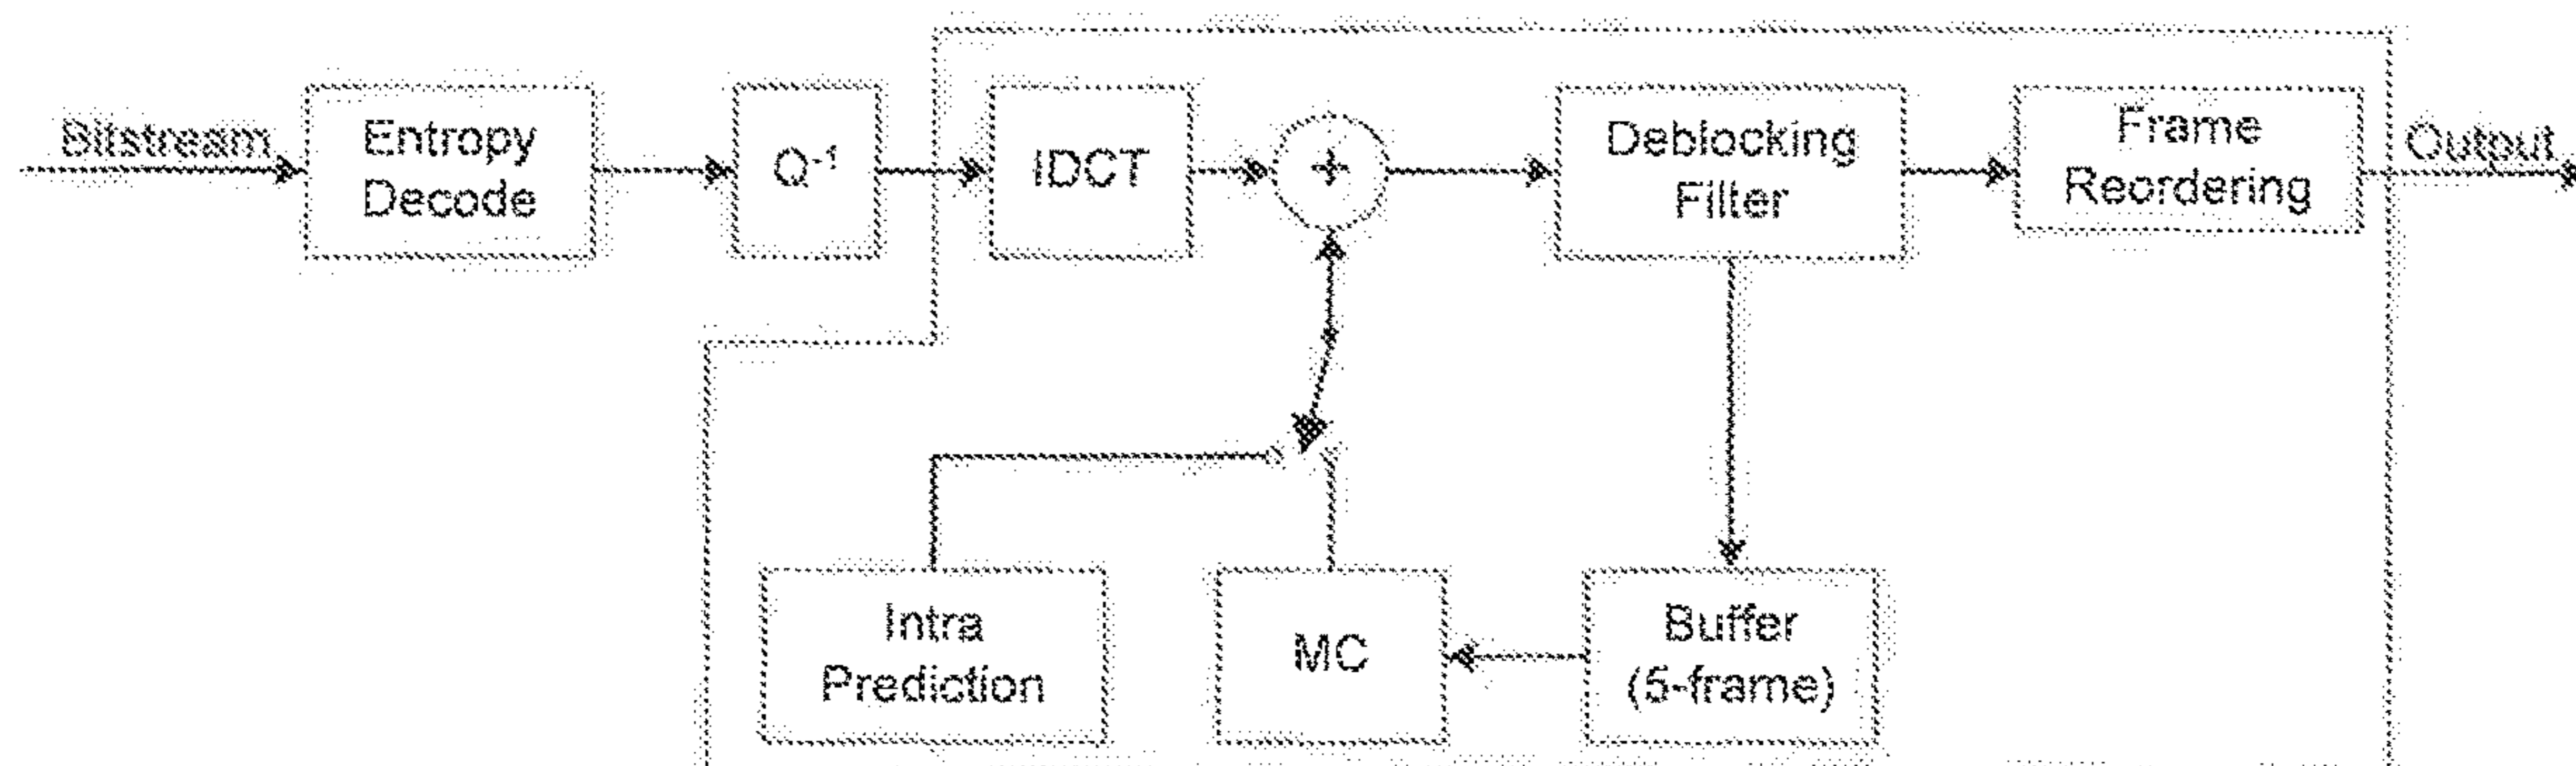 Bitstream
Entropy
Decode
Q⁻¹
IDCT
+
Deblocking
Filter
Frame
Reordering
Output
Intra
Prediction
MC
Buffer
(5-frame)